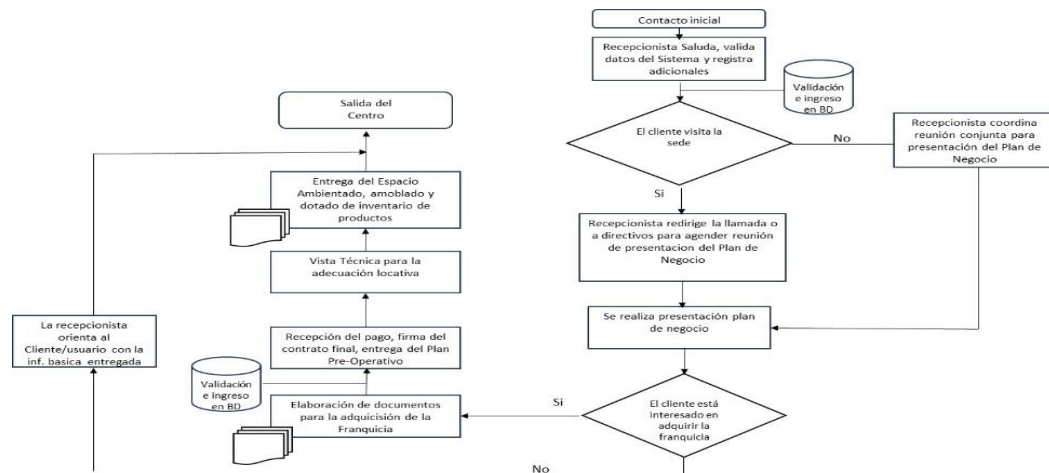 Contacto inicial
Recepcionista Saluda, valida
datos del Sistema y registra
adicionales
Validación
e ingreso
en BD
El cliente visita la
sede
No
Recepcionista coordina
reunión conjunta para
presentación del Plan de
Negocio
Si
Recepcionista redirige la llamada o
a directivos para agender reunión
de presentacion del Plan de
Negocio
Se realiza presentación plan
de negocio
El cliente está
interesado en
adquirir la
franquicia
Si
No
Elaboración de documentos
para la adquicisión de la
Franquicia
Validación
e ingreso
en BD
Recepción del pago, firma del
contrato final, entrega del Plan
Pre-Operativo
Vista Técnica para la
adecuación locativa
Entrega del Espacio
Ambientado, amoblado y
dotado de inventario de
productos
La recepcionista
orienta al
Cliente/usuario con la
inf. basica entregada
Salida del
Centro